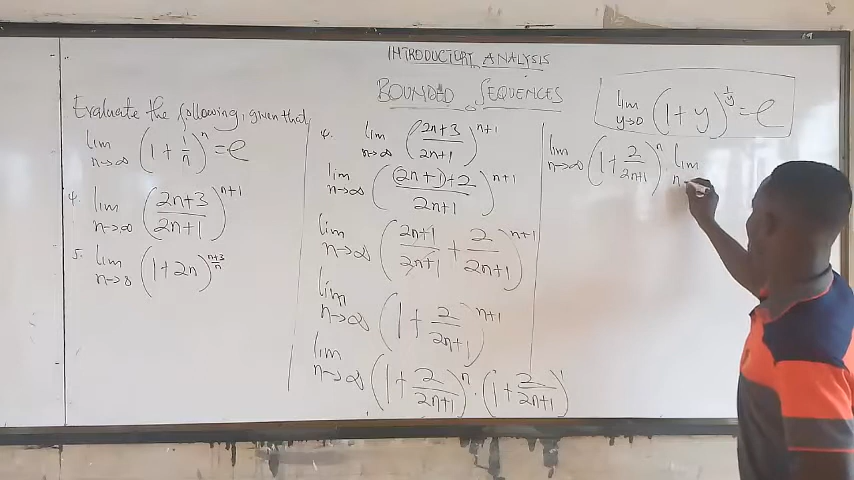 INTRODUCTORY ANALYSIS
BOUNDED SEQUENCES
Evaluate the following, given that
lim n→∞ (1 + 1/n)^n = e
4. lim n→∞ ((2n+3)/(2n+1))^(n+1)
5. lim n→8 (1 + 2n)^((n+3)/n)
4. lim n→∞ ((2n+3)/(2n+1))^(n+1)
lim n→∞ (((2n+1)+2)/(2n+1))^(n+1)
lim n→∞ ((2n+1)/(2n+1) + 2/(2n+1))^(n+1)
lim n→∞ (1 + 2/(2n+1))^(n+1)
lim n→∞ (1 + 2/(2n+1))^n · (1 + 2/(2n+1))^1
lim y→0 (1 + y)^(1/y) = e
lim n→∞ (1 + 2/(2n+1))^n · lim n